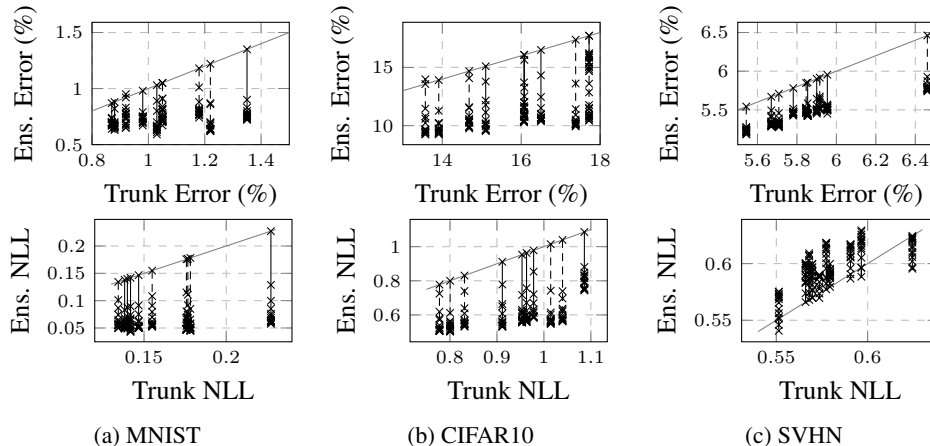 Ens. Error (%)
1.5
1
0.5
0.8
1
1.2
1.4
Trunk Error (%)
Ens. Error (%)
15
10
14
16
18
Trunk Error (%)
Ens. Error (%)
6.5
6
5.5
5.6
5.8
6
6.2
6.4
Trunk Error (%)
Ens. NLL
0.2
0.15
0.1
0.05
0.15
0.2
Trunk NLL
Ens. NLL
1
0.8
0.6
0.8
0.9
1
1.1
Trunk NLL
Ens. NLL
0.6
0.55
0.55
0.6
Trunk NLL
(a) MNIST
(b) CIFAR10
(c) SVHN